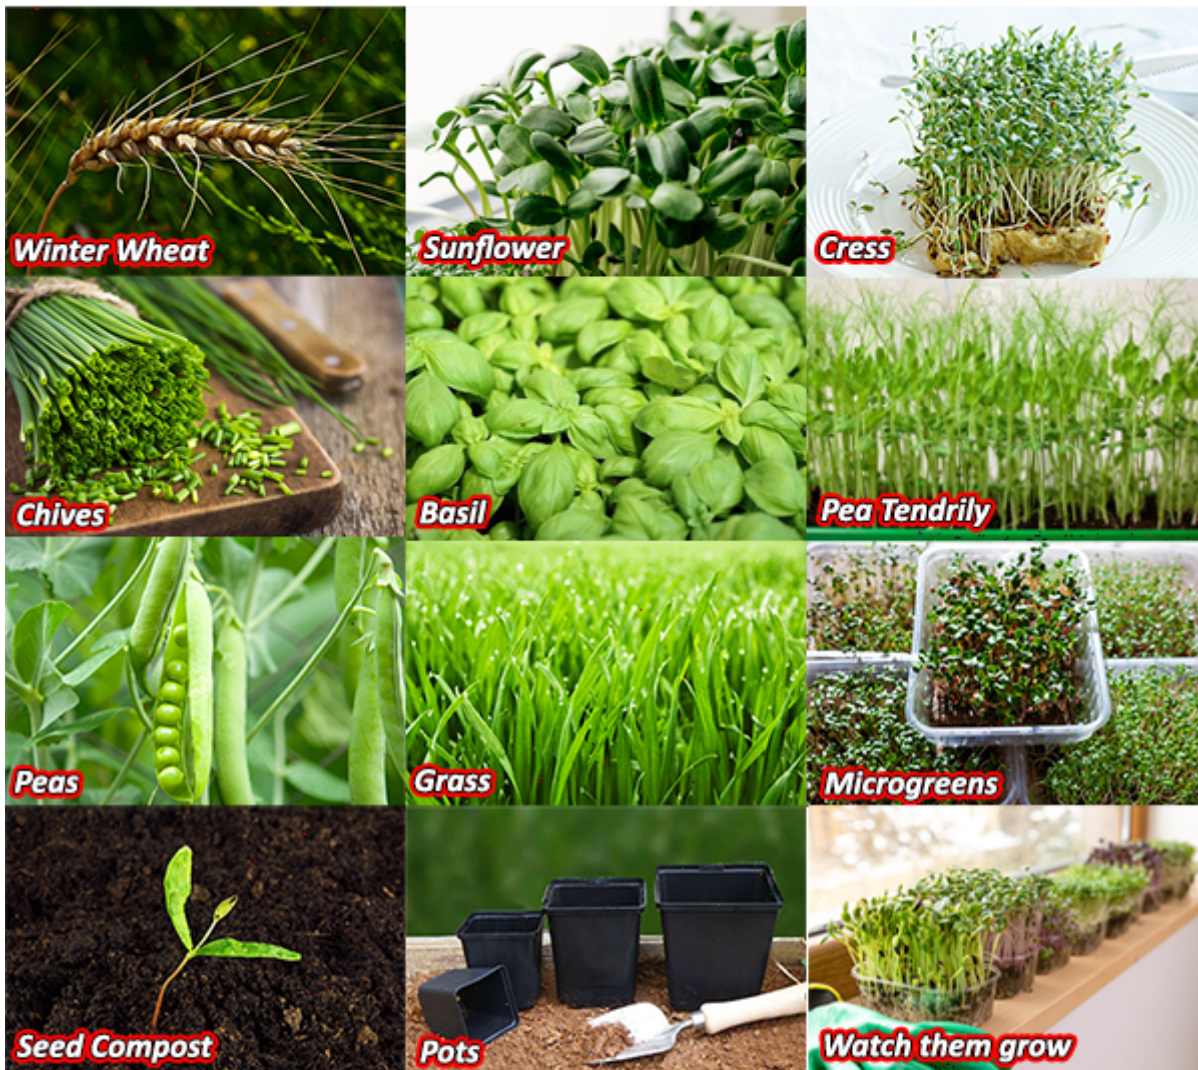 Winter Wheat
Sunflower
Cress
Chives
Basil
Pea Tendrily
Peas
Grass
Microgreens
Seed Compost
Pots
Watch them grow